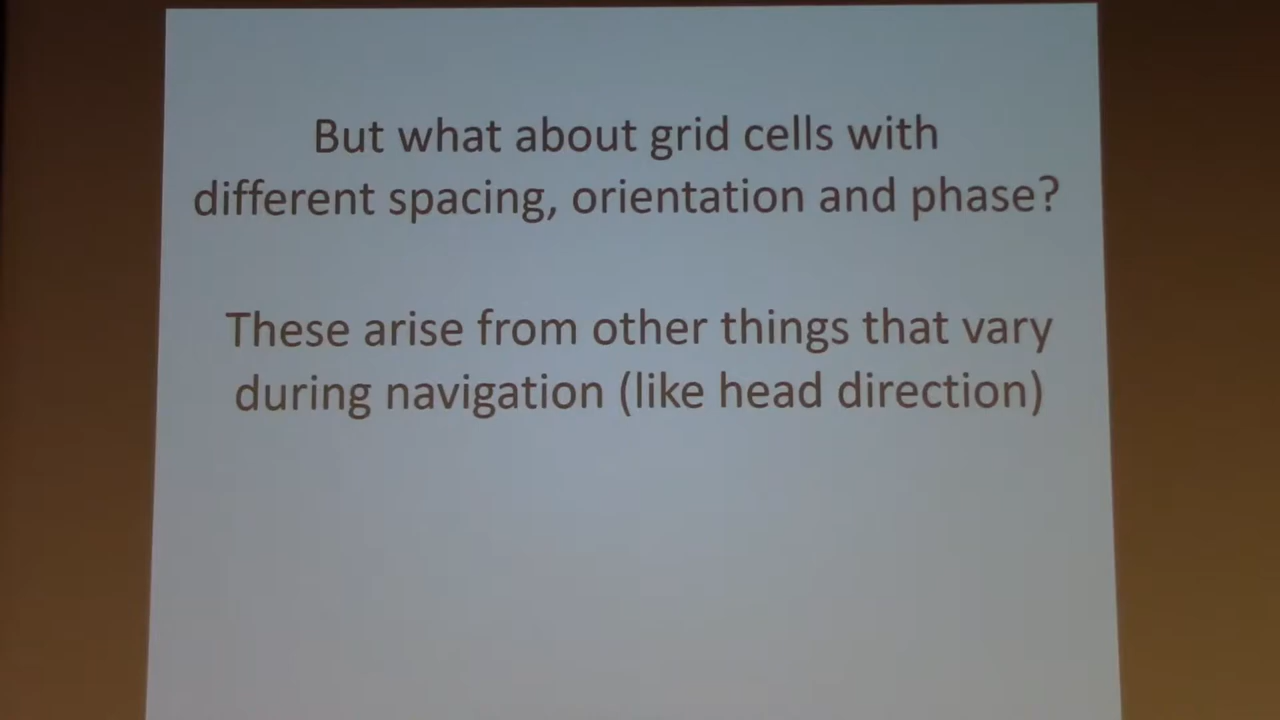 But what about grid cells with
different spacing, orientation and phase?
These arise from other things that vary
during navigation (like head direction)